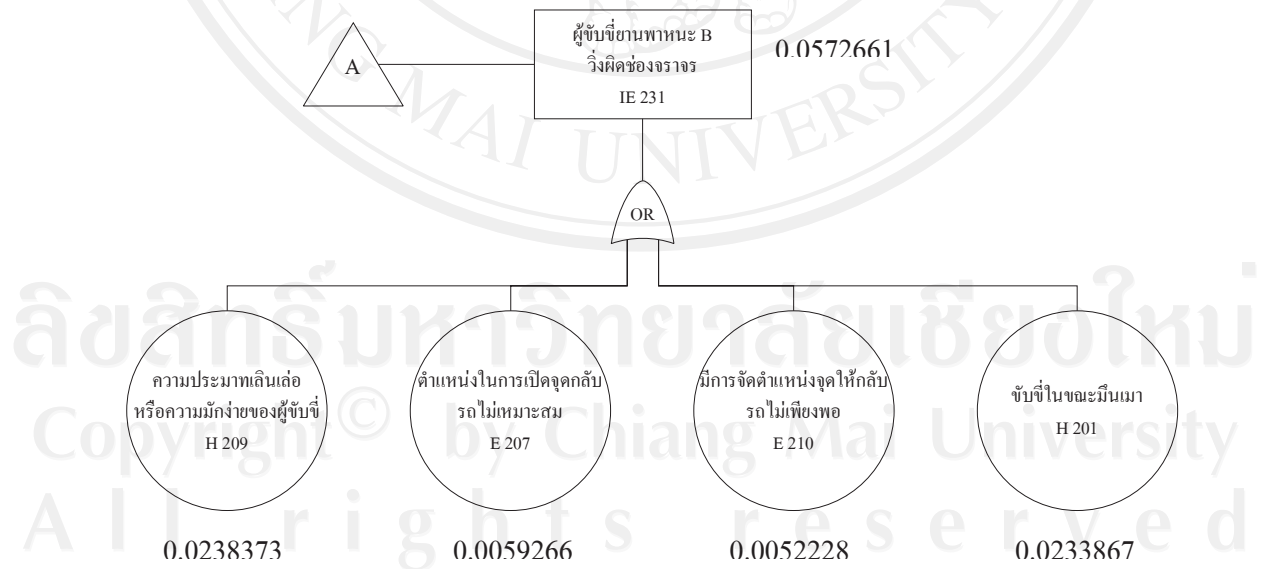 ผู้ขับขี่ยานพาหนะ B
วิ่งผิดช่องจราจร
IE 231
0.0572661
A
OR
ความประมาทเลินเล่อ
หรือความมักง่ายของผู้ขับขี่
H 209
0.0238373
ตำแหน่งในการเปิดจุดกลับ
รถไม่เหมาะสม
E 207
0.0059266
มีการจัดตำแหน่งจุดให้กลับ
รถไม่เพียงพอ
E 210
0.0052228
ขับขี่ในขณะมึนเมา
H 201
0.0233867
ลิขสิทธิ์มหาวิทยาลัยเชียงใหม่
Copyright © by Chiang Mai University
All rights reserved
NG MAI UNIVERSITY